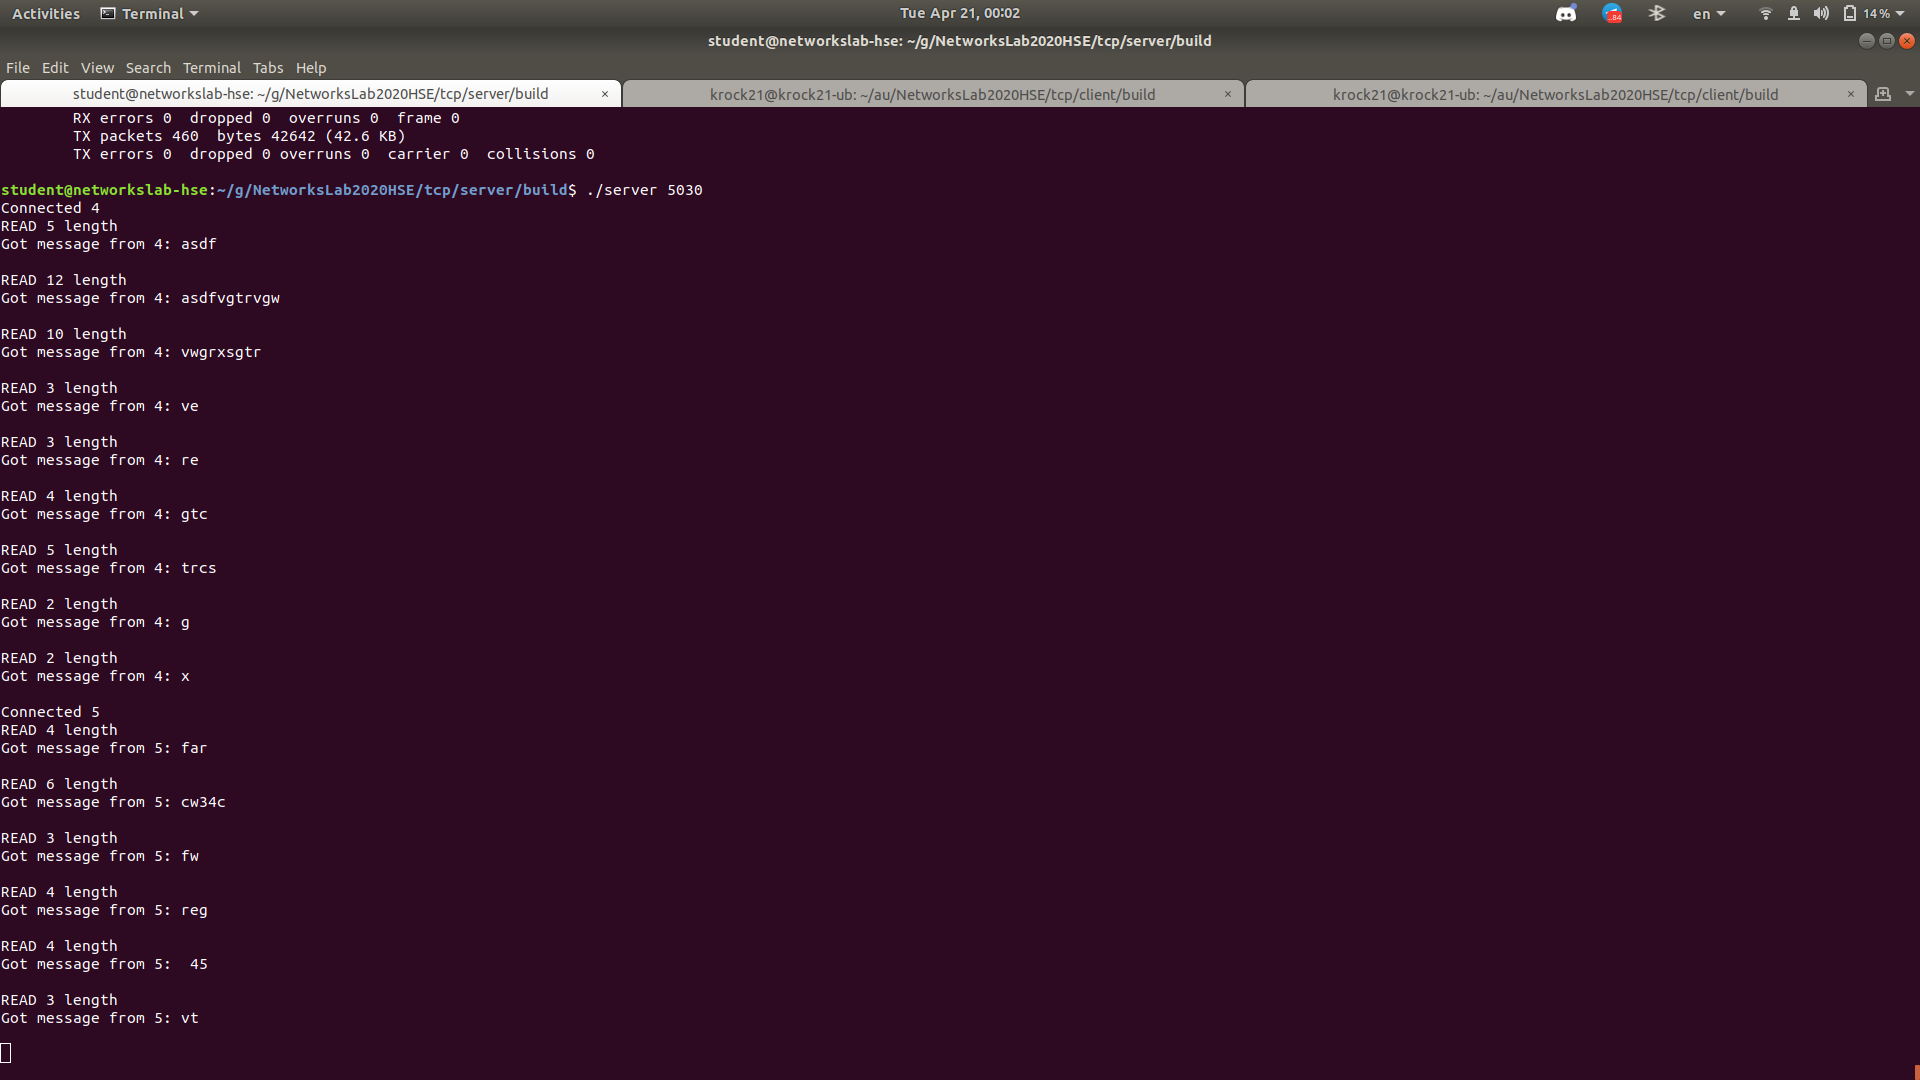 Activities Terminal Tue Apr 21, 00:02 84 en 14%
student@networkslab-hse: ~/g/NetworksLab2020HSE/tcp/server/build
File Edit View Search Terminal Tabs Help
student@networkslab-hse: ~/g/NetworksLab2020HSE/tcp/server/build krock21@krock21-ub: ~/au/NetworksLab2020HSE/tcp/client/build krock21@krock21-ub: ~/au/NetworksLab2020HSE/tcp/client/build
RX errors 0  dropped 0  overruns 0  frame 0
TX packets 460  bytes 42642 (42.6 KB)
TX errors 0  dropped 0 overruns 0  carrier 0  collisions 0
student@networkslab-hse:~/g/NetworksLab2020HSE/tcp/server/build$ ./server 5030
Connected 4
READ 5 length
Got message from 4: asdf
READ 12 length
Got message from 4: asdfvgtrvgw
READ 10 length
Got message from 4: vwgrxsgtr
READ 3 length
Got message from 4: ve
READ 3 length
Got message from 4: re
READ 4 length
Got message from 4: gtc
READ 5 length
Got message from 4: trcs
READ 2 length
Got message from 4: g
READ 2 length
Got message from 4: x
Connected 5
READ 4 length
Got message from 5: far
READ 6 length
Got message from 5: cw34c
READ 3 length
Got message from 5: fw
READ 4 length
Got message from 5: reg
READ 4 length
Got message from 5:  45
READ 3 length
Got message from 5: vt